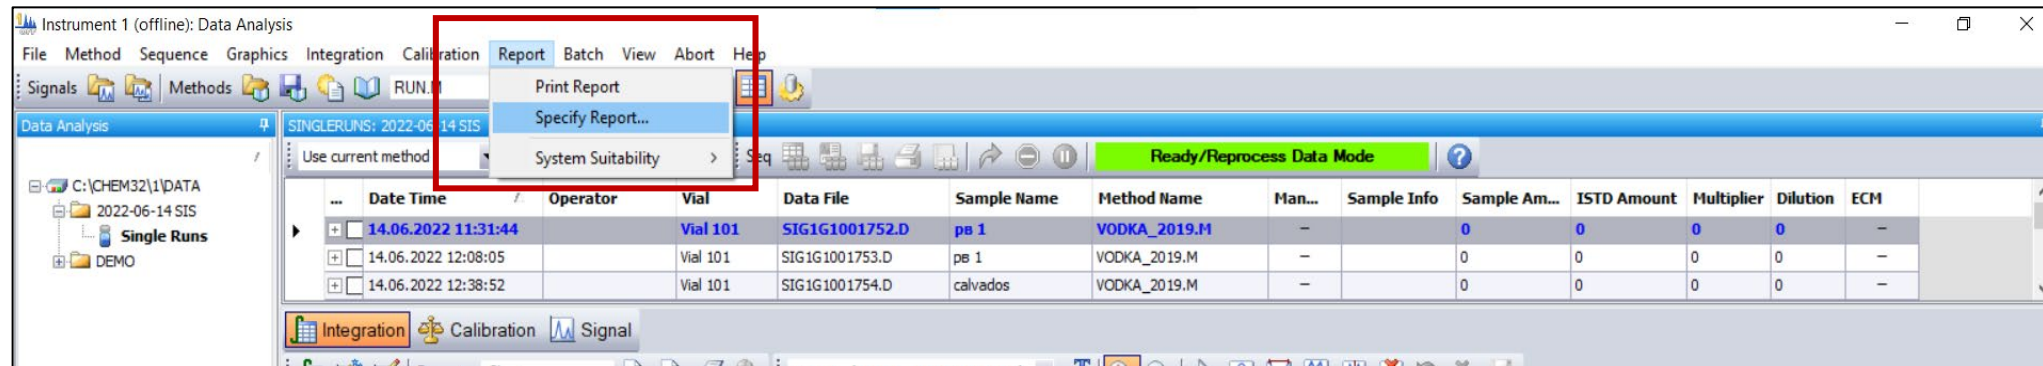 Instrument 1 (offline): Data Analysis
File Method Sequence Graphics Integration Calibration Report Batch View Abort Help
Signals Methods RUN.M
Print Report
Specify Report...
System Suitability
Data Analysis
SINGLERUNS: 2022-06-14 SIS
Use current method Seq Ready/Reprocess Data Mode
C:\CHEM32\1\DATA
2022-06-14 SIS
Single Runs
DEMO
... Date Time Operator Vial Data File Sample Name Method Name Man... Sample Info Sample Am... ISTD Amount Multiplier Dilution ECM
14.06.2022 11:31:44 Vial 101 SIG1G1001752.D рв 1 VODKA_2019.M – 0 0 0 0 –
14.06.2022 12:08:05 Vial 101 SIG1G1001753.D рв 1 VODKA_2019.M – 0 0 0 0 –
14.06.2022 12:38:52 Vial 101 SIG1G1001754.D calvados VODKA_2019.M – 0 0 0 0 –
Integration Calibration Signal